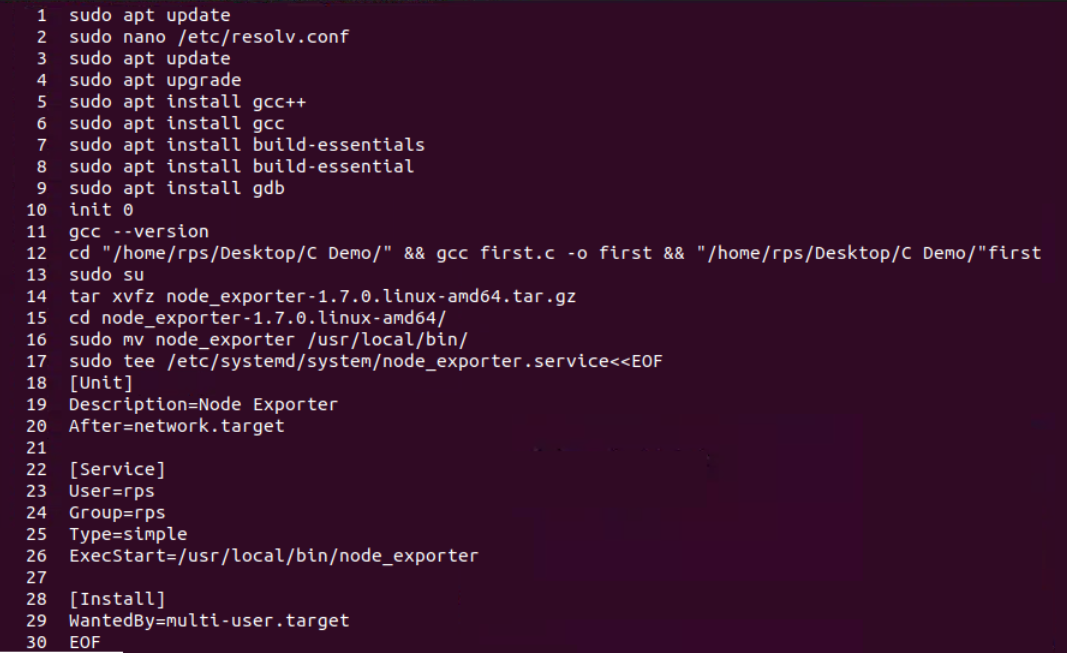 1 sudo apt update
2 sudo nano /etc/resolv.conf
3 sudo apt update
4 sudo apt upgrade
5 sudo apt install gcc++
6 sudo apt install gcc
7 sudo apt install build-essentials
8 sudo apt install build-essential
9 sudo apt install gdb
10 init 0
11 gcc --version
12 cd "/home/rps/Desktop/C Demo/" && gcc first.c -o first && "/home/rps/Desktop/C Demo/"first
13 sudo su
14 tar xvfz node_exporter-1.7.0.linux-amd64.tar.gz
15 cd node_exporter-1.7.0.linux-amd64/
16 sudo mv node_exporter /usr/local/bin/
17 sudo tee /etc/systemd/system/node_exporter.service<<EOF
18 [Unit]
19 Description=Node Exporter
20 After=network.target
21
22 [Service]
23 User=rps
24 Group=rps
25 Type=simple
26 ExecStart=/usr/local/bin/node_exporter
27
28 [Install]
29 WantedBy=multi-user.target
30 EOF